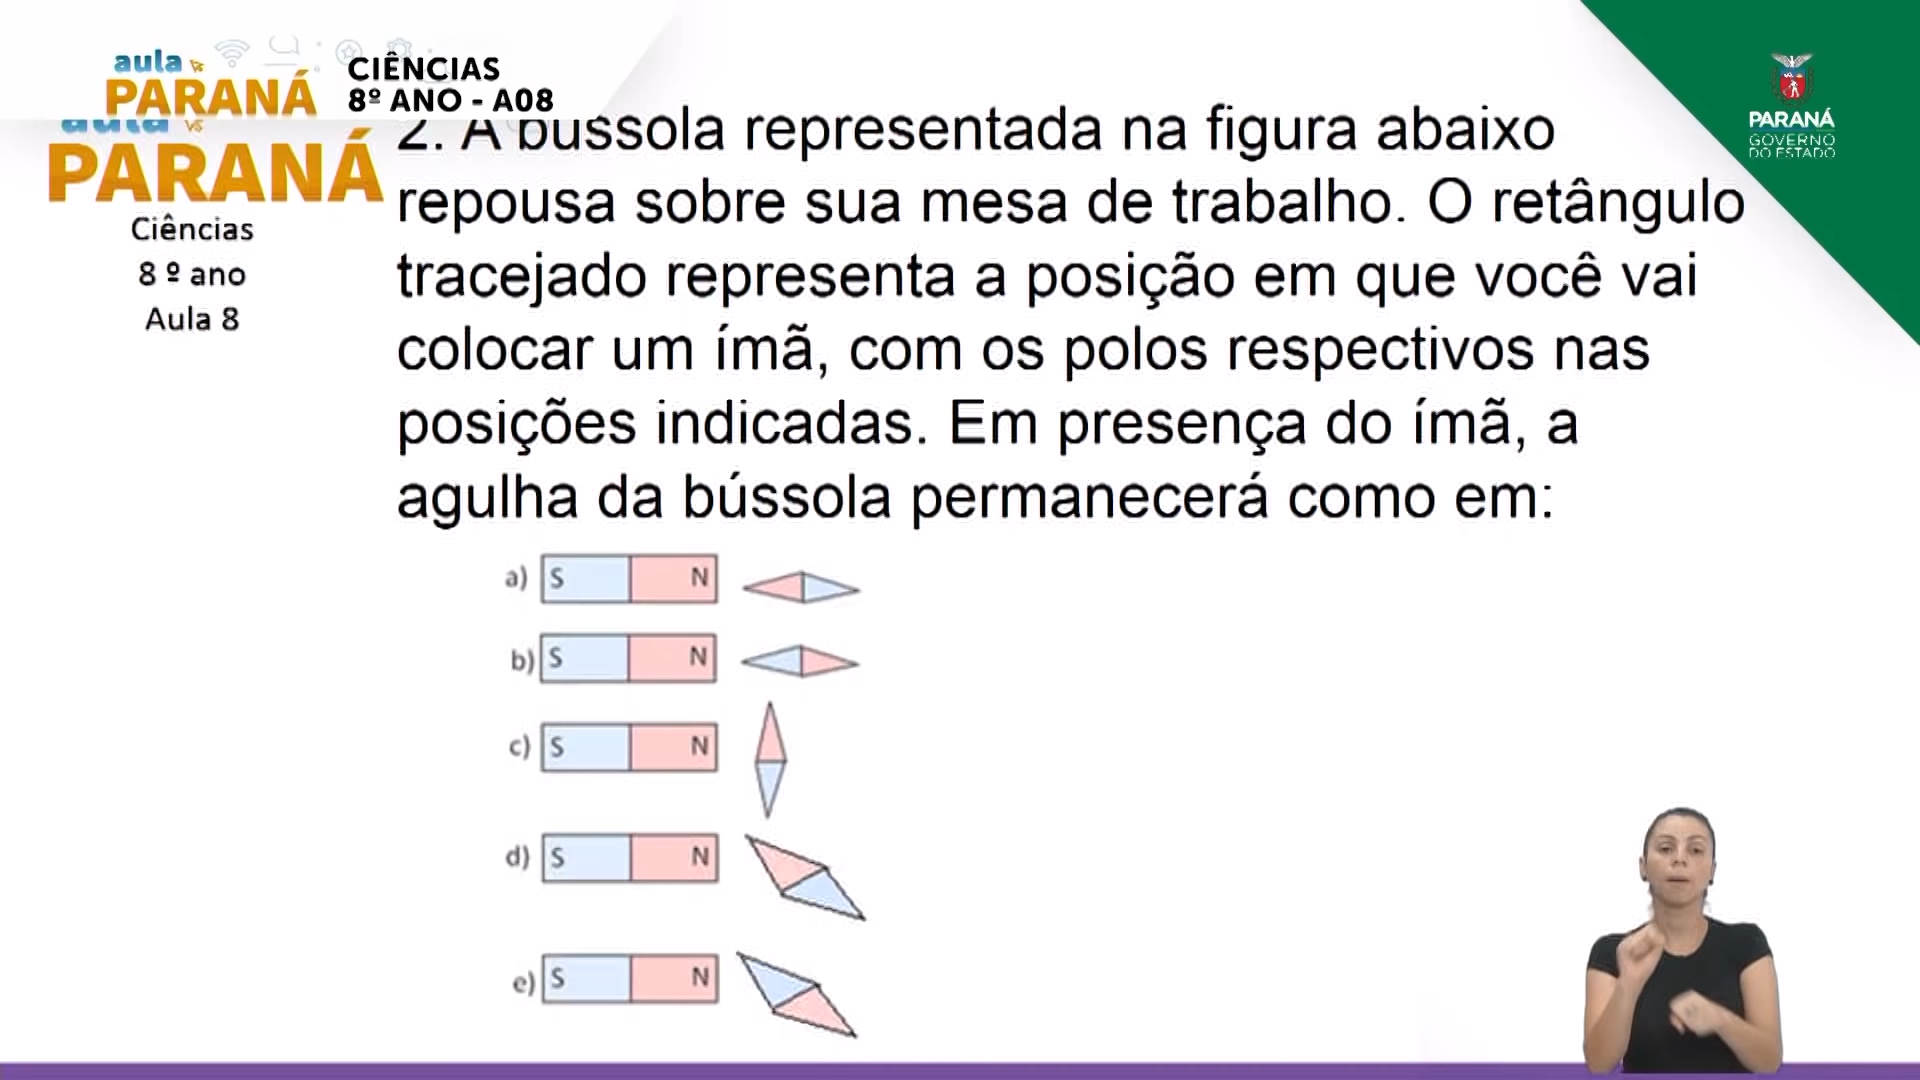 aula
PARANÁ
CIÊNCIAS
8º ANO - A08
aula
PARANÁ
Ciências
8 º ano
Aula 8
2. A bússola representada na figura abaixo
repousa sobre sua mesa de trabalho. O retângulo
tracejado representa a posição em que você vai
colocar um ímã, com os polos respectivos nas
posições indicadas. Em presença do ímã, a
agulha da bússola permanecerá como em:
a) S N
b) S N
c) S N
d) S N
e) S N
PARANÁ
GOVERNO
DO ESTADO